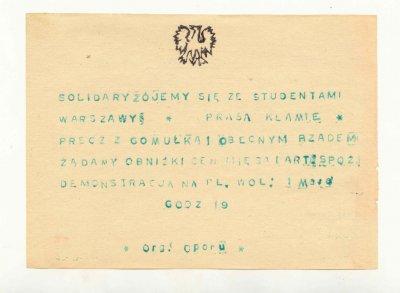 SOLIDARYZÓJEMY SIĘ ZE STUDENTAMI
WARSZAWY§ * PRASA KŁAMIE *
PRECZ Z GOMUŁKĄ I OBECNYM RZĄDEM
ŻĄDAMY OBNIŻKI CEN MIĘSA I ART. SPOŻ.
DEMONSTRACJA NA PL. WOL. 1 Maja
GODZ 19
* Org. Oporu *